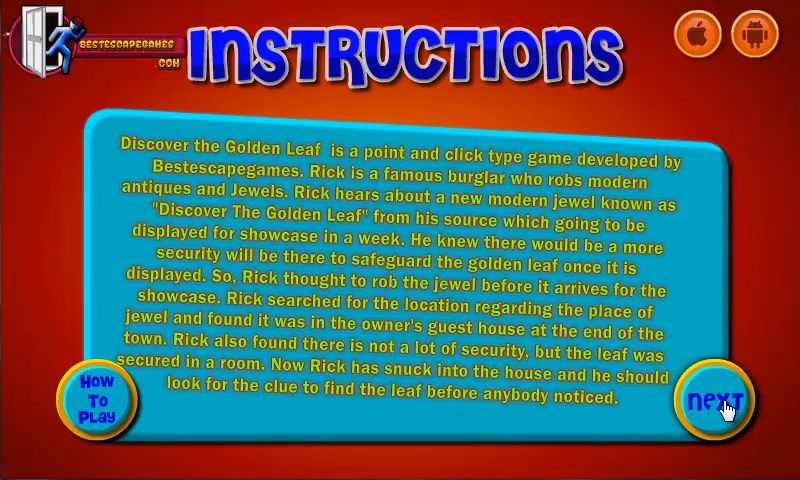 BESTESCAPEGAMES
.COM
INSTRUCTIONS
Discover the Golden Leaf is a point and click type game developed by
Bestescapegames. Rick is a famous burglar who robs modern
antiques and Jewels. Rick hears about a new modern jewel known as
"Discover The Golden Leaf" from his source which going to be
displayed for showcase in a week. He knew there would be a more
security will be there to safeguard the golden leaf once it is
displayed. So, Rick thought to rob the jewel before it arrives for the
showcase. Rick searched for the location regarding the place of
jewel and found it was in the owner's guest house at the end of the
town. Rick also found there is not a lot of security, but the leaf was
secured in a room. Now Rick has snuck into the house and he should
look for the clue to find the leaf before anybody noticed.
How
To
Play
Next